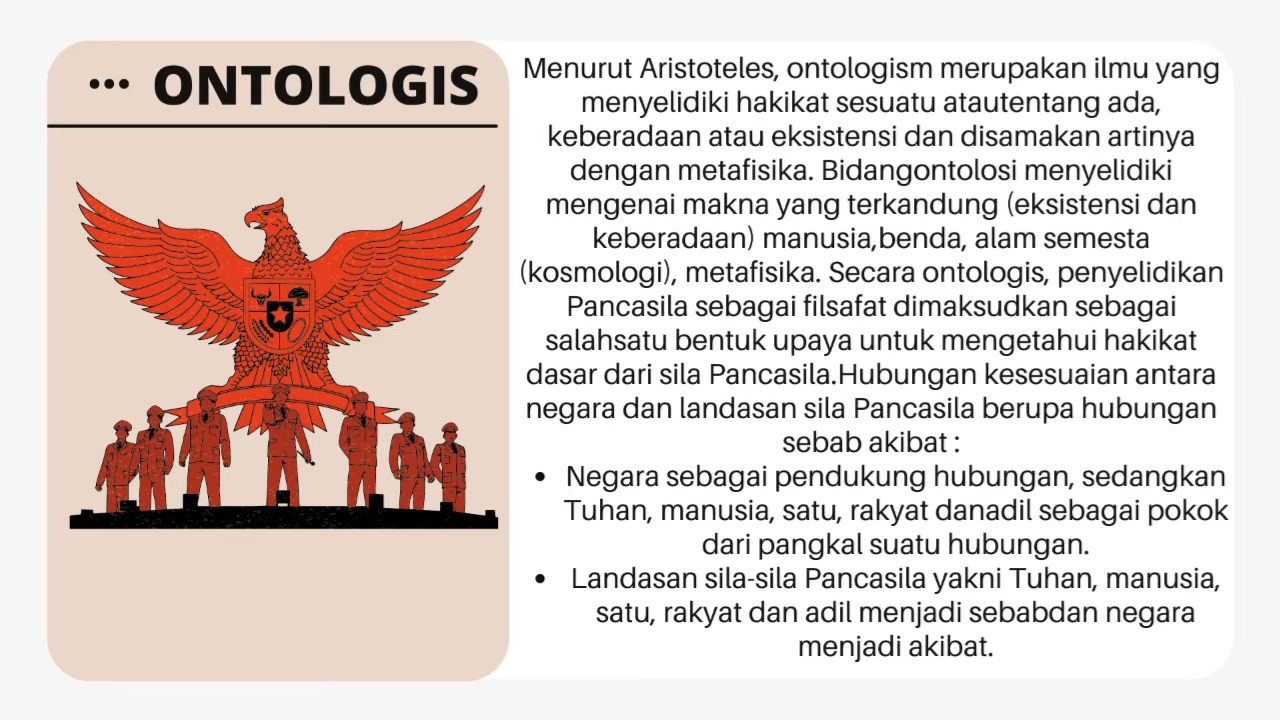 ••• ONTOLOGIS
Menurut Aristoteles, ontologism merupakan ilmu yang
menyelidiki hakikat sesuatu atautentang ada,
keberadaan atau eksistensi dan disamakan artinya
dengan metafisika. Bidangontolosi menyelidiki
mengenai makna yang terkandung (eksistensi dan
keberadaan) manusia,benda, alam semesta
(kosmologi), metafisika. Secara ontologis, penyelidikan
Pancasila sebagai filsafat dimaksudkan sebagai
salahsatu bentuk upaya untuk mengetahui hakikat
dasar dari sila Pancasila.Hubungan kesesuaian antara
negara dan landasan sila Pancasila berupa hubungan
sebab akibat :
• Negara sebagai pendukung hubungan, sedangkan
Tuhan, manusia, satu, rakyat danadil sebagai pokok
dari pangkal suatu hubungan.
• Landasan sila-sila Pancasila yakni Tuhan, manusia,
satu, rakyat dan adil menjadi sebabdan negara
menjadi akibat.